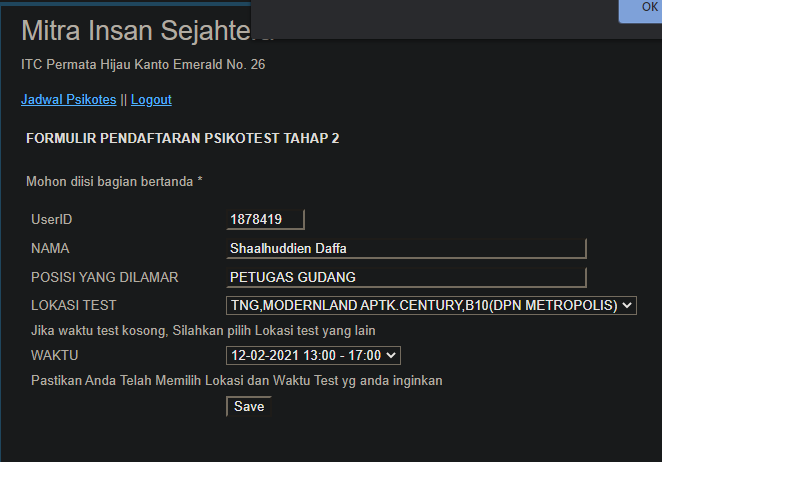 OK
Mitra Insan
ITC Permata Hijau Kanto Emerald No. 26
Jadwal Psikotes || Logout
FORMULIR PENDAFTARAN PSIKOTEST TAHAP 2
Mohon diisi bagian bertanda *
UserID 1878419
NAMA Shaalhuddien Daffa
POSISI YANG DILAMAR PETUGAS GUDANG
LOKASI TEST TNG,MODERNLAND APTK.CENTURY,B10(DPN METROPOLIS)
Jika waktu test kosong, Silahkan pilih Lokasi test yang lain
WAKTU 12-02-2021 13:00 - 17:00
Pastikan Anda Telah Memilih Lokasi dan Waktu Test yg anda inginkan
Save